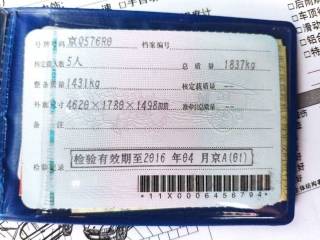 号牌号码 京Q576R0 档案编号
核定载人数 5人 总质量 1837kg
整备质量 1431kg 核定载质量 --
外廓尺寸 4620×1780×1498mm 准牵引总质量 --
备注
检验记录 检验有效期至2016年04月京A(01)
*11X0006456794*